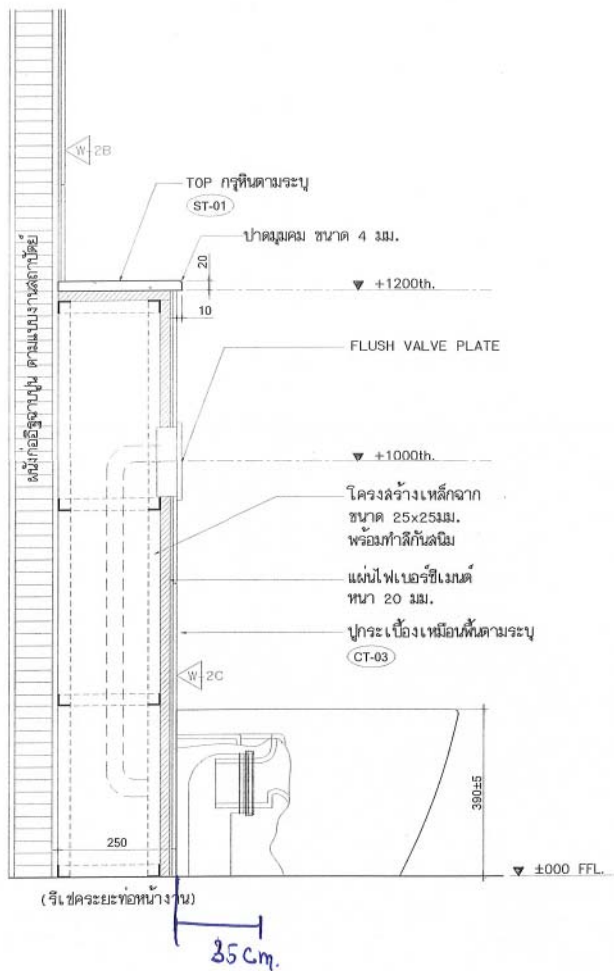 W-2B
TOP กรุหินตามระบุ
ST-01
ปาดมุมคม ขนาด 4 มม.
20
+1200th.
10
ผนังก่ออิฐฉาบปูน ตามแบบงานสถาปัตย์
FLUSH VALVE PLATE
+1000th.
โครงสร้างเหล็กฉาก
ขนาด 25x25มม.
พร้อมทำสีกันสนิม
แผ่นไฟเบอร์ซีเมนต์
หนา 20 มม.
ปูกระเบื้องเหมือนพื้นตามระบุ
CT-03
W-2C
390±5
250
±000 FFL.
(รีเชคระยะท่อหน้างาน)
35 cm.